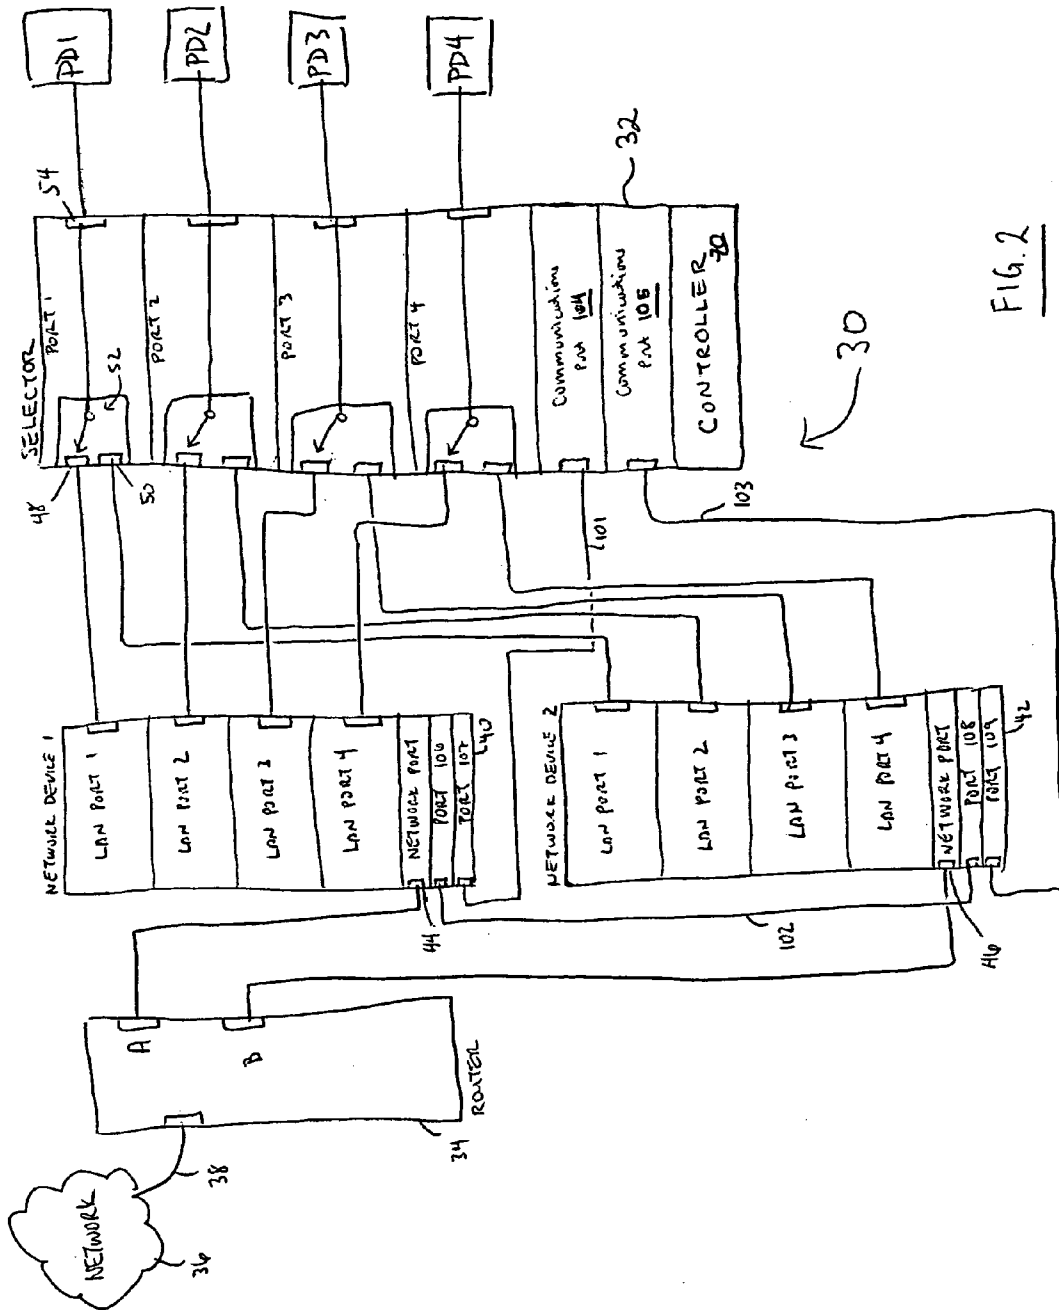 PD1
PD2
PD3
PD4
54
32
SELECTOR
PORT 1
PORT 2
PORT 3
PORT 4
52
48
50
Communications
Port 104
Communications
Port 105
CONTROLLER
30
101
103
NETWORK DEVICE 1
LAN PORT 1
LAN PORT 2
LAN PORT 3
LAN PORT 4
NETWORK PORT
PORT 106
PORT 107
40
44
NETWORK DEVICE 2
LAN PORT 1
LAN PORT 2
LAN PORT 3
LAN PORT 4
NETWORK PORT
PORT 108
PORT 109
42
46
102
A
B
ROUTER
34
38
NETWORK
36
FIG. 2